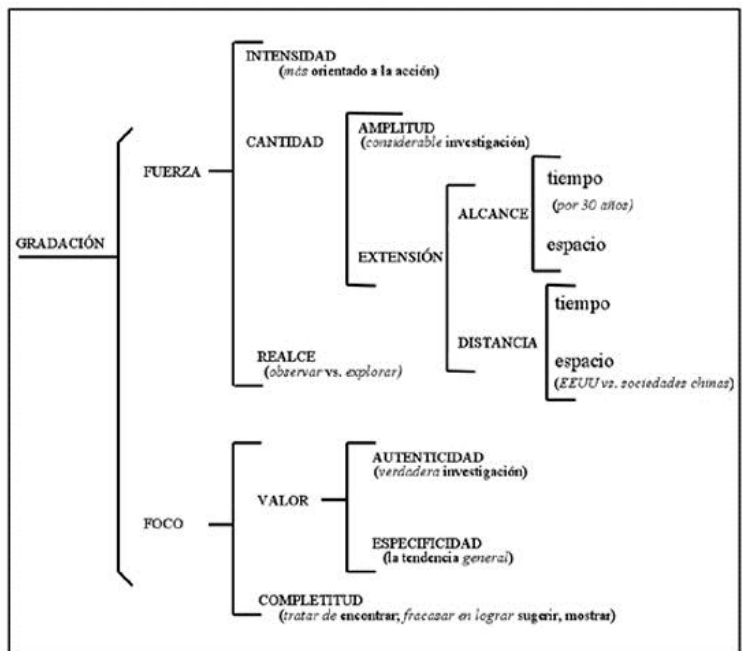 INTENSIDAD
(más orientado a la acción)
CANTIDAD
AMPLITUD
(considerable investigación)
FUERZA
tiempo
(por 30 años)
ALCANCE
espacio
GRADACIÓN
EXTENSIÓN
tiempo
DISTANCIA
espacio
(EEUU vs. sociedades chinas)
REALCE
(observar vs. explorar)
AUTENTICIDAD
(verdadera investigación)
VALOR
FOCO
ESPECIFICIDAD
(la tendencia general)
COMPLETITUD
(tratar de encontrar; fracasar en lograr sugerir, mostrar)